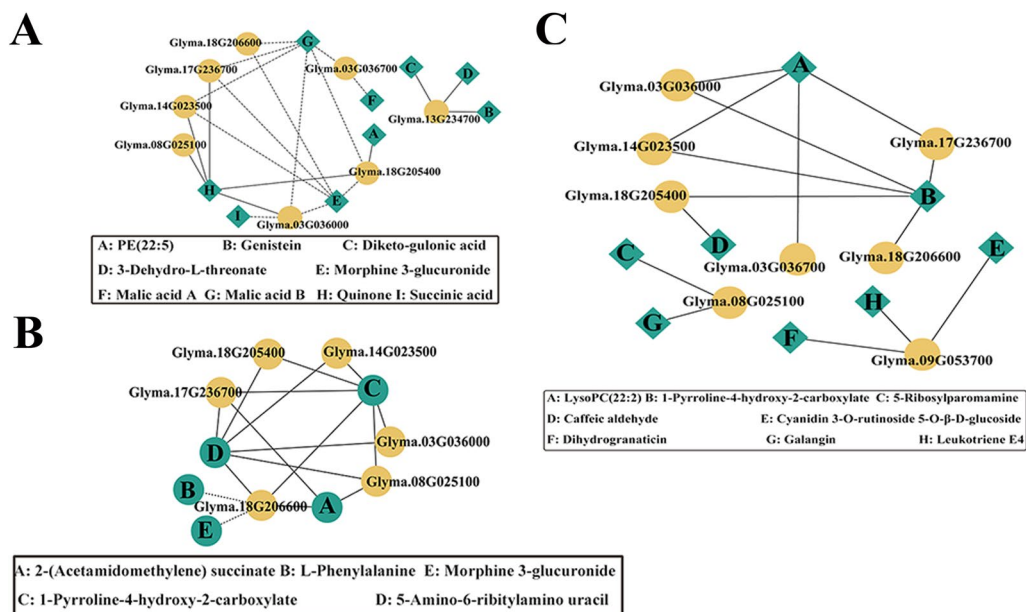 A
Glyma.18G206600
G
Glyma.17G236700
Glyma.03G036700
C
D
Glyma.14G023500
F
Glyma.13G234700
B
A
Glyma.08G025100
Glyma.18G205400
H
E
I
Glyma.03G036000
A: PE(22:5) B: Genistein C: Diketo-gulonic acid
D: 3-Dehydro-L-threonate E: Morphine 3-glucuronide
F: Malic acid A G: Malic acid B H: Quinone I: Succinic acid
B
Glyma.18G205400
Glyma.14G023500
Glyma.17G236700
C
Glyma.03G036000
D
Glyma.08G025100
B
Glyma.18G206600
A
E
A: 2-(Acetamidomethylene) succinate B: L-Phenylalanine E: Morphine 3-glucuronide
C: 1-Pyrroline-4-hydroxy-2-carboxylate D: 5-Amino-6-ribitylamino uracil
C
A
Glyma.03G036000
Glyma.14G023500
Glyma.17G236700
Glyma.18G205400
B
C
D
Glyma.03G036700
Glyma.18G206600
E
Glyma.08G025100
H
G
F
Glyma.09G053700
A: LysoPC(22:2) B: 1-Pyrroline-4-hydroxy-2-carboxylate C: 5-Ribosylparomamine
D: Caffeic aldehyde E: Cyanidin 3-O-rutinoside 5-O-β-D-glucoside
F: Dihydrogranaticin G: Galangin H: Leukotriene E4